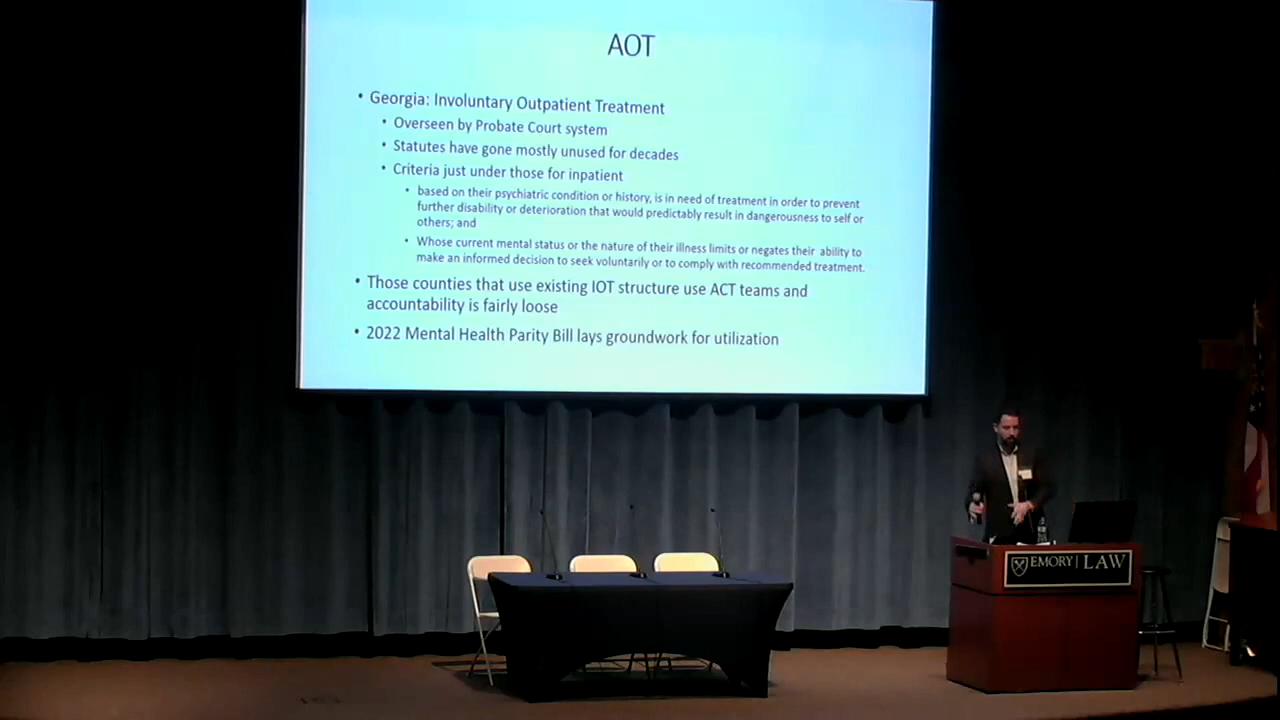 AOT
• Georgia: Involuntary Outpatient Treatment
• Overseen by Probate Court system
• Statutes have gone mostly unused for decades
• Criteria just under those for inpatient
• based on their psychiatric condition or history, is in need of treatment in order to prevent
further disability or deterioration that would predictably result in dangerousness to self or
others; and
• Whose current mental status or the nature of their illness limits or negates their ability to
make an informed decision to seek voluntarily or to comply with recommended treatment.
• Those counties that use existing IOT structure use ACT teams and
accountability is fairly loose
• 2022 Mental Health Parity Bill lays groundwork for utilization
EMORY | LAW